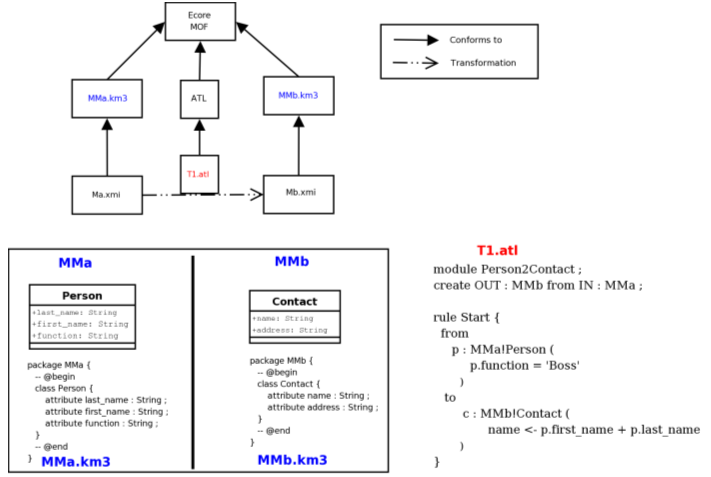 Ecore
MOF
Conforms to
Transformation
MMa.km3
ATL
MMb.km3
T1.atl
Ma.xmi
Mb.xmi
MMa
MMb
Person
+last_name: String
+first_name: String
+function: String
Contact
+name: String
+address: String
package MMa {
-- @begin
class Person {
attribute last_name : String ;
attribute first_name : String ;
attribute function : String ;
}
-- @end
}
MMa.km3
package MMb {
-- @begin
class Contact {
attribute name : String ;
attribute address : String ;
}
-- @end
}
MMb.km3
T1.atl
module Person2Contact ;
create OUT : MMb from IN : MMa ;
rule Start {
from
p : MMa!Person (
p.function = 'Boss'
)
to
c : MMb!Contact (
name <- p.first_name + p.last_name
)
}